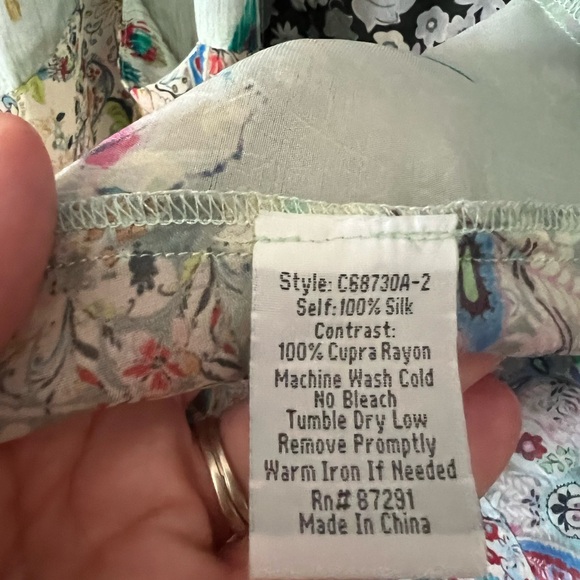 Style: C68730A-2
Self:100% Silk
Contrast:
100% Cupra Rayon
Machine Wash Cold
No Bleach
Tumble Dry Low
Remove Promptly
Warm Iron If Needed
Rn# 87291
Made In China